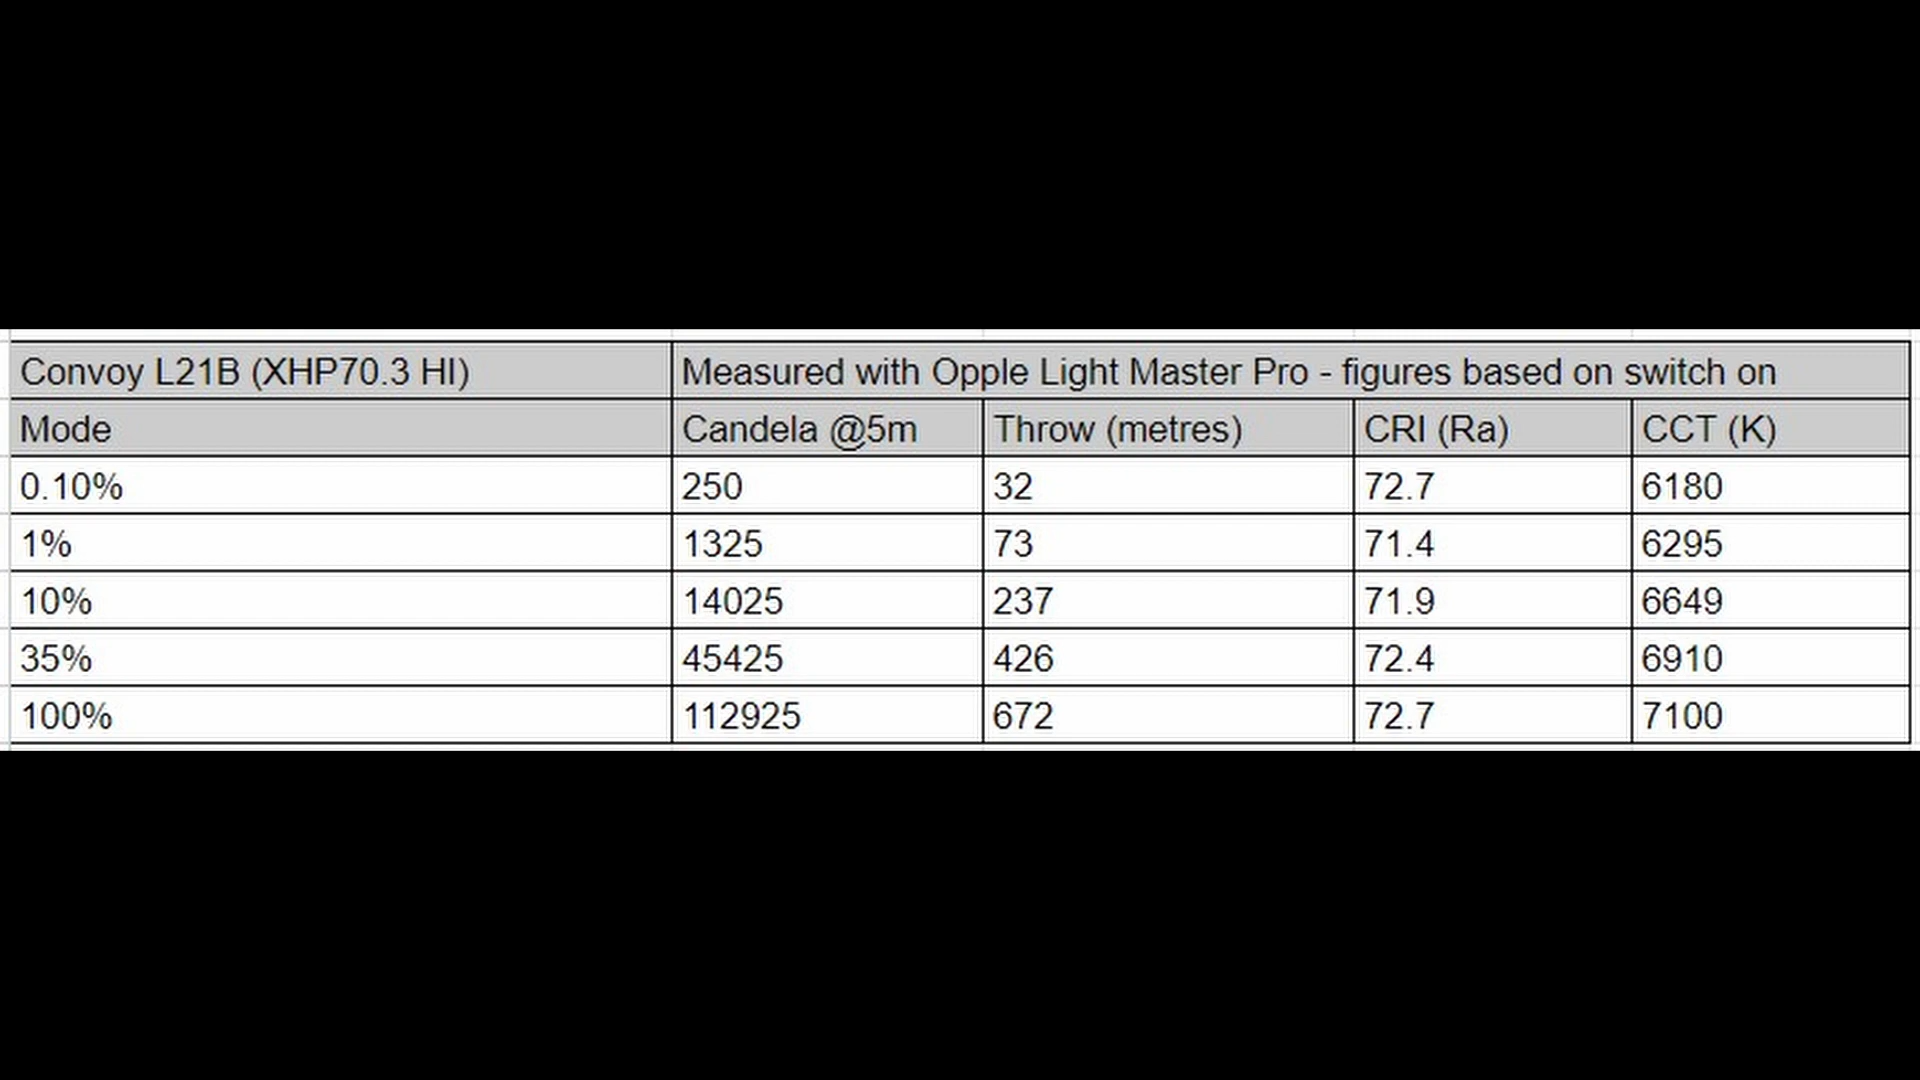 Convoy L21B (XHP70.3 HI) Measured with Opple Light Master Pro - figures based on switch on
Mode Candela @5m Throw (metres) CRI (Ra) CCT (K)
0.10% 250 32 72.7 6180
1% 1325 73 71.4 6295
10% 14025 237 71.9 6649
35% 45425 426 72.4 6910
100% 112925 672 72.7 7100